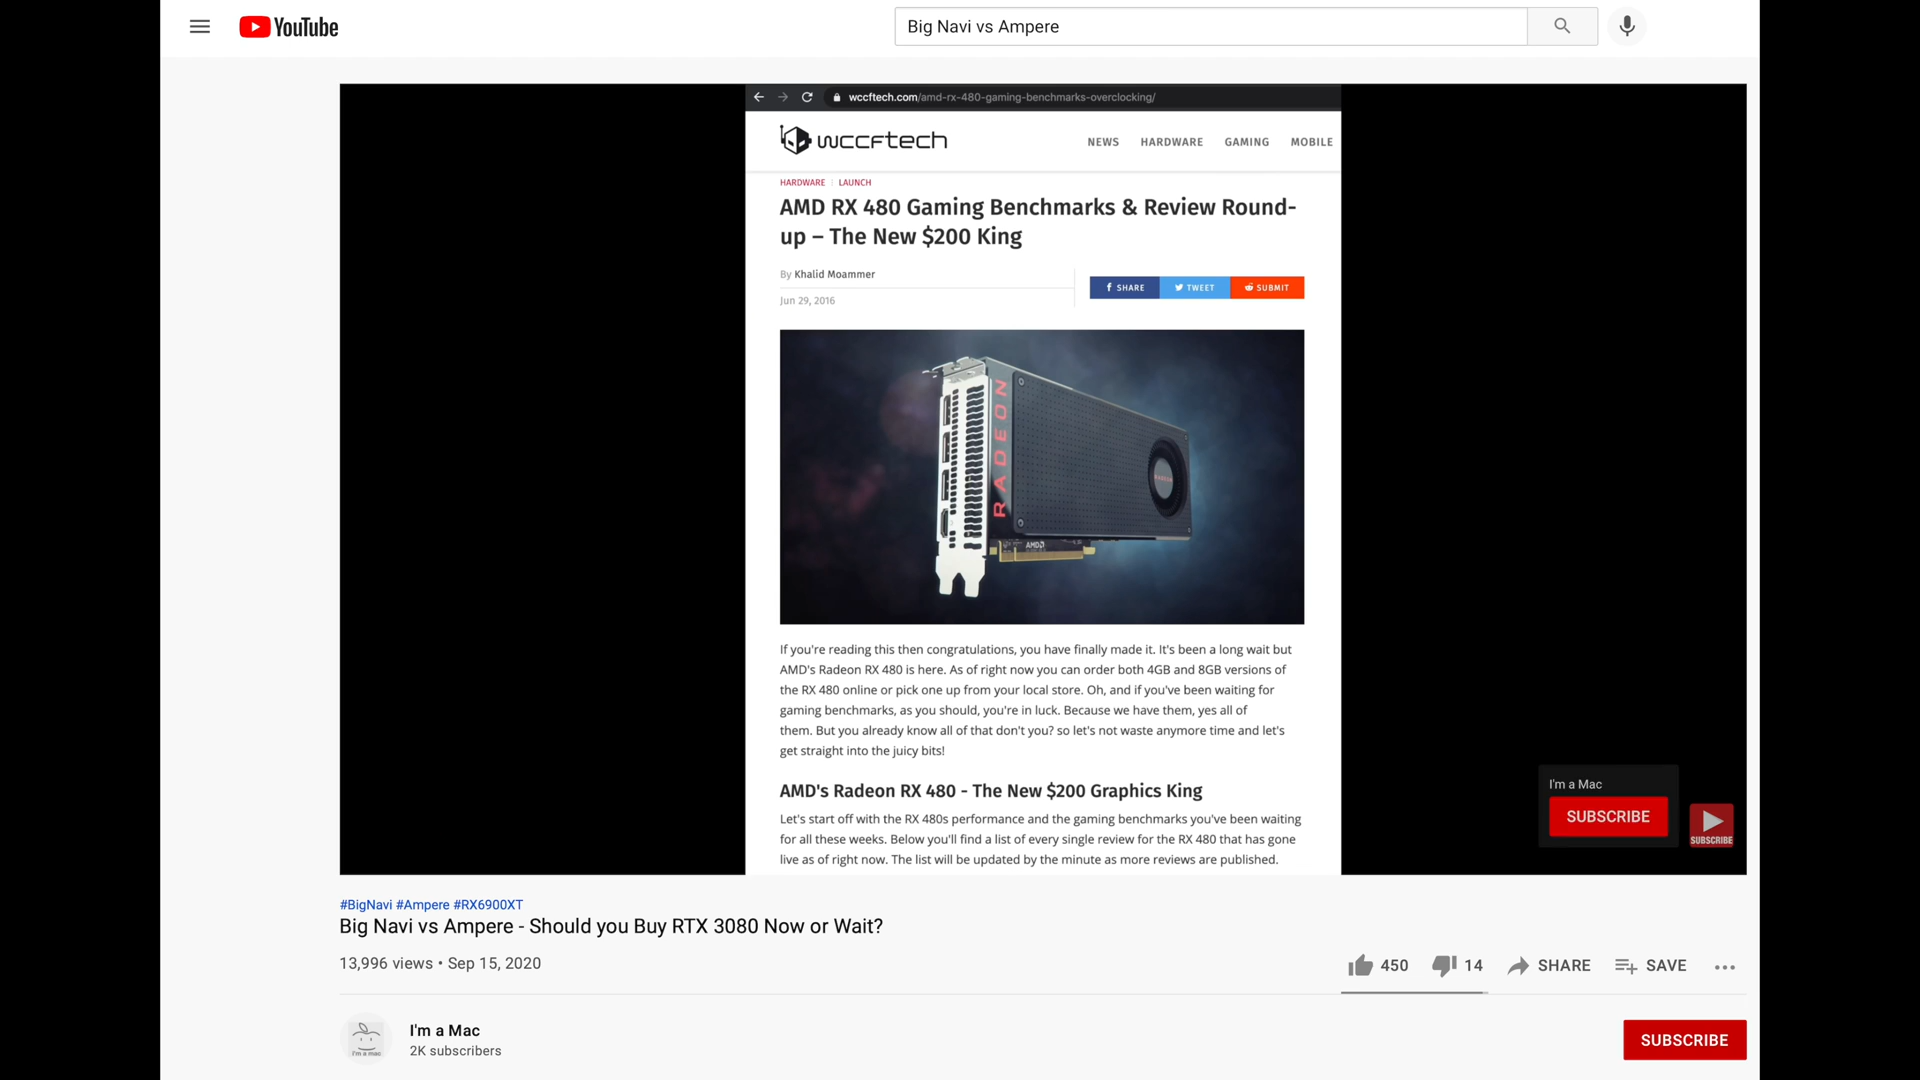 YouTube
Big Navi vs Ampere
wccftech.com/amd-rx-480-gaming-benchmarks-overclocking/
wccftech
NEWS HARDWARE GAMING MOBILE
HARDWARE LAUNCH
AMD RX 480 Gaming Benchmarks & Review Round-
up – The New $200 King
By Khalid Moammer
Jun 29, 2016
SHARE TWEET SUBMIT
RADEON
RADEON
AMD
If you're reading this then congratulations, you have finally made it. It's been a long wait but
AMD's Radeon RX 480 is here. As of right now you can order both 4GB and 8GB versions of
the RX 480 online or pick one up from your local store. Oh, and if you've been waiting for
gaming benchmarks, as you should, you're in luck. Because we have them, yes all of
them. But you already know all of that don't you? so let's not waste anymore time and let's
get straight into the juicy bits!
AMD's Radeon RX 480 - The New $200 Graphics King
Let's start off with the RX 480s performance and the gaming benchmarks you've been waiting
for all these weeks. Below you'll find a list of every single review for the RX 480 that has gone
live as of right now. The list will be updated by the minute as more reviews are published.
I'm a Mac
SUBSCRIBE
SUBSCRIBE
#BigNavi #Ampere #RX6900XT
Big Navi vs Ampere - Should you Buy RTX 3080 Now or Wait?
13,996 views • Sep 15, 2020
450 14 SHARE SAVE
I'm a mac
I'm a Mac
2K subscribers
SUBSCRIBE